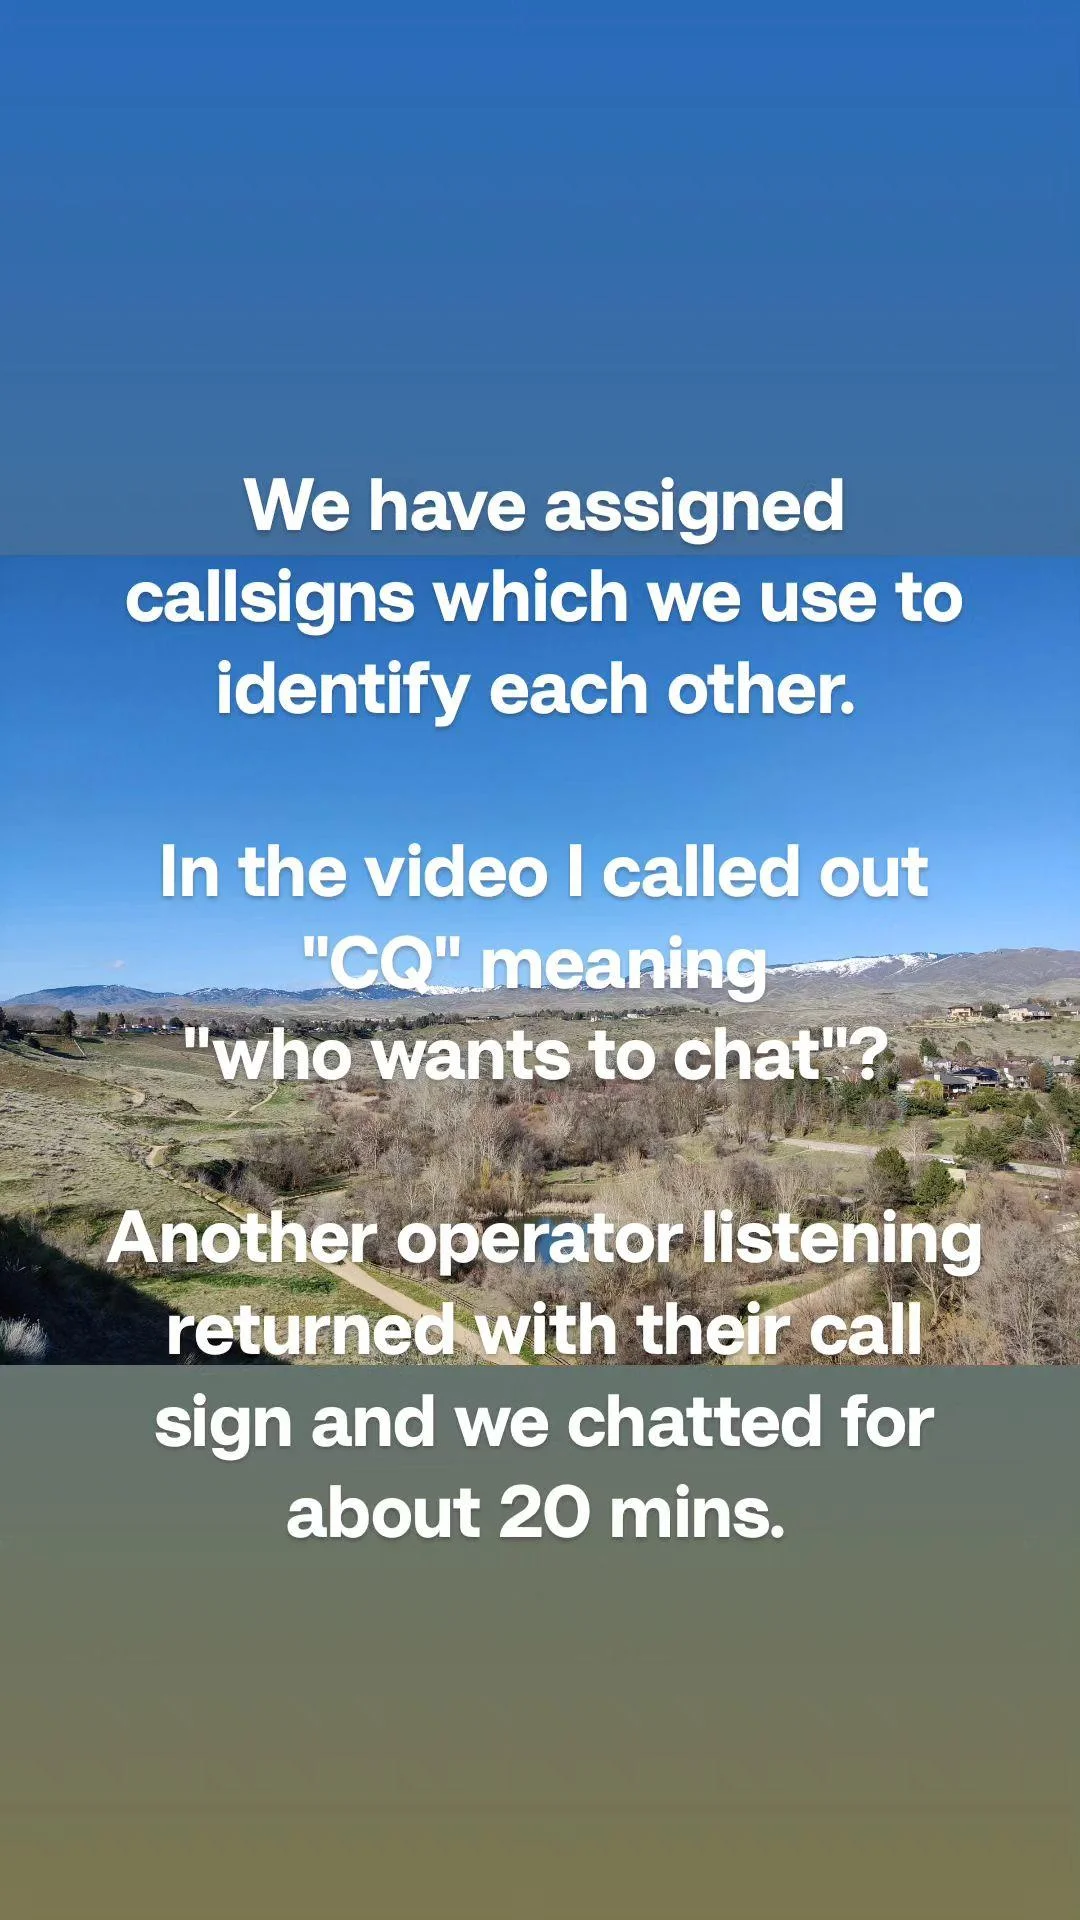 We have assigned
callsigns which we use to
identify each other.
In the video I called out
"CQ" meaning
"who wants to chat"?
Another operator listening
returned with their call
sign and we chatted for
about 20 mins.